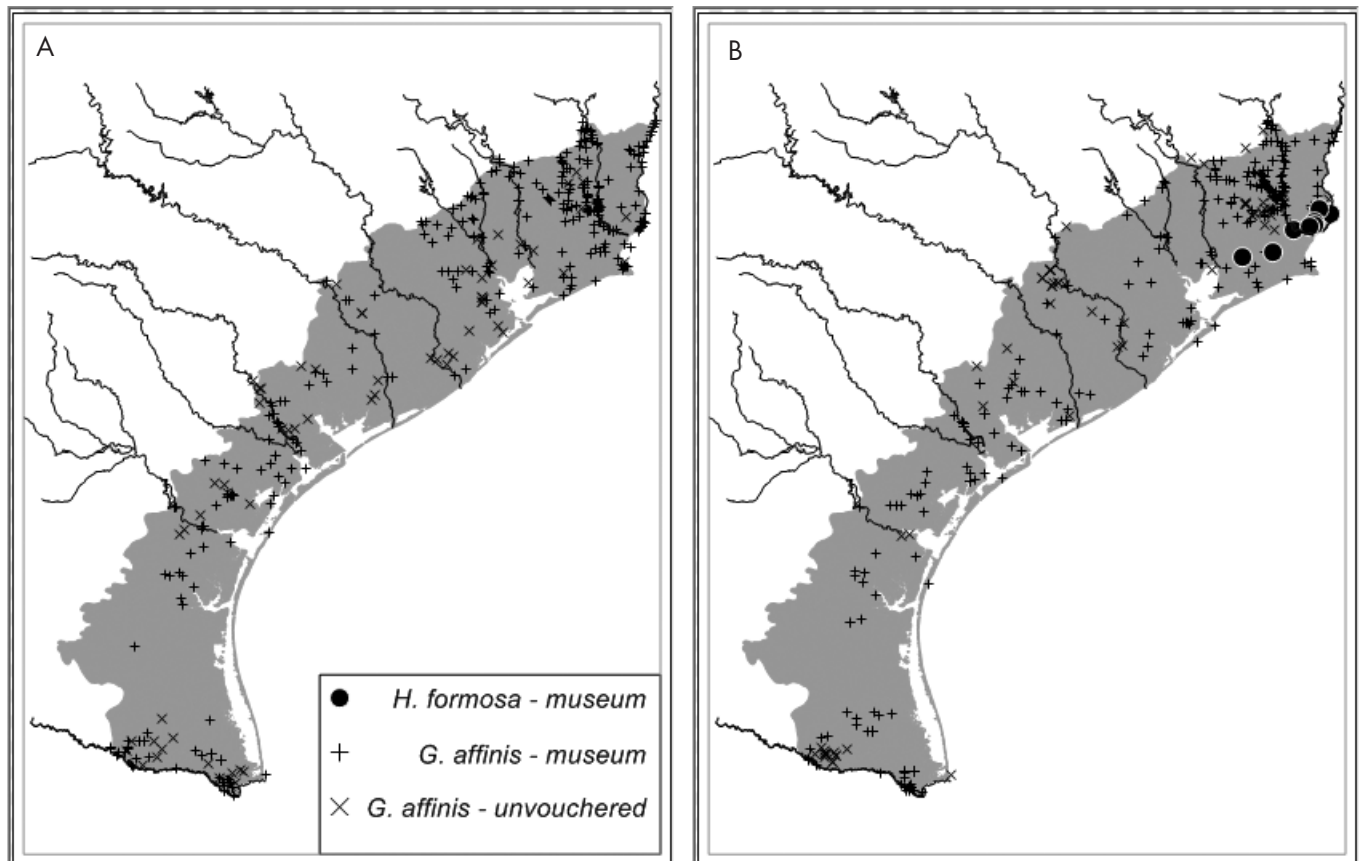 A
B
H. formosa - museum
G. affinis - museum
G. affinis - unvouchered